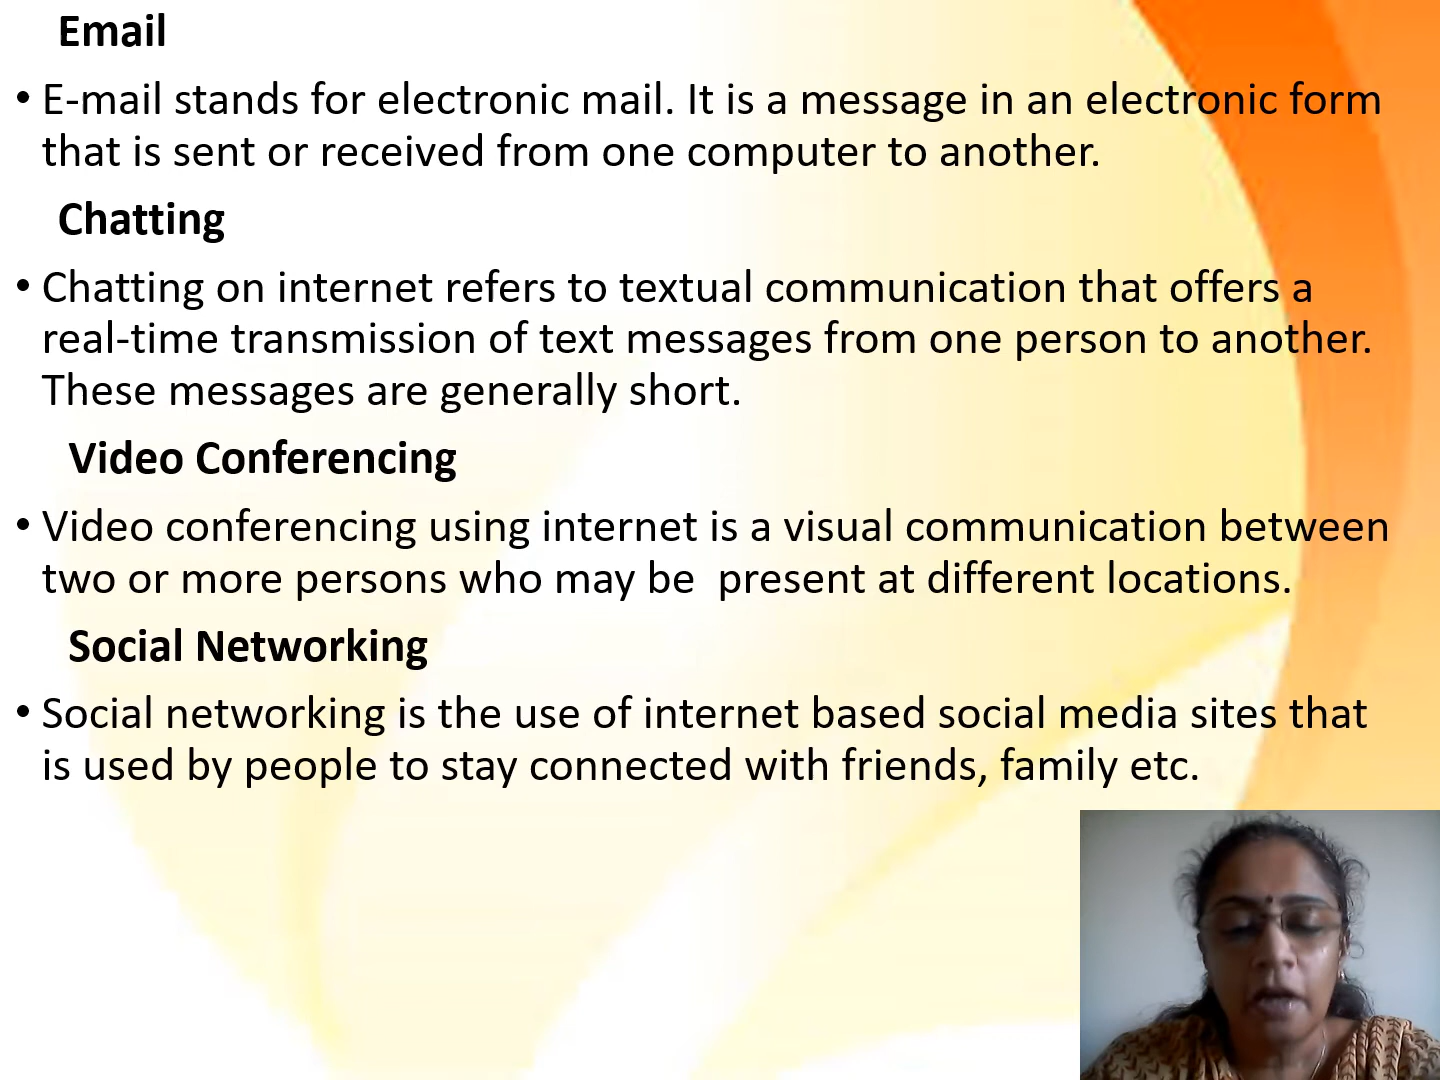 Email
• E-mail stands for electronic mail. It is a message in an electronic form
that is sent or received from one computer to another.
Chatting
• Chatting on internet refers to textual communication that offers a
real-time transmission of text messages from one person to another.
These messages are generally short.
Video Conferencing
• Video conferencing using internet is a visual communication between
two or more persons who may be  present at different locations.
Social Networking
• Social networking is the use of internet based social media sites that
is used by people to stay connected with friends, family etc.